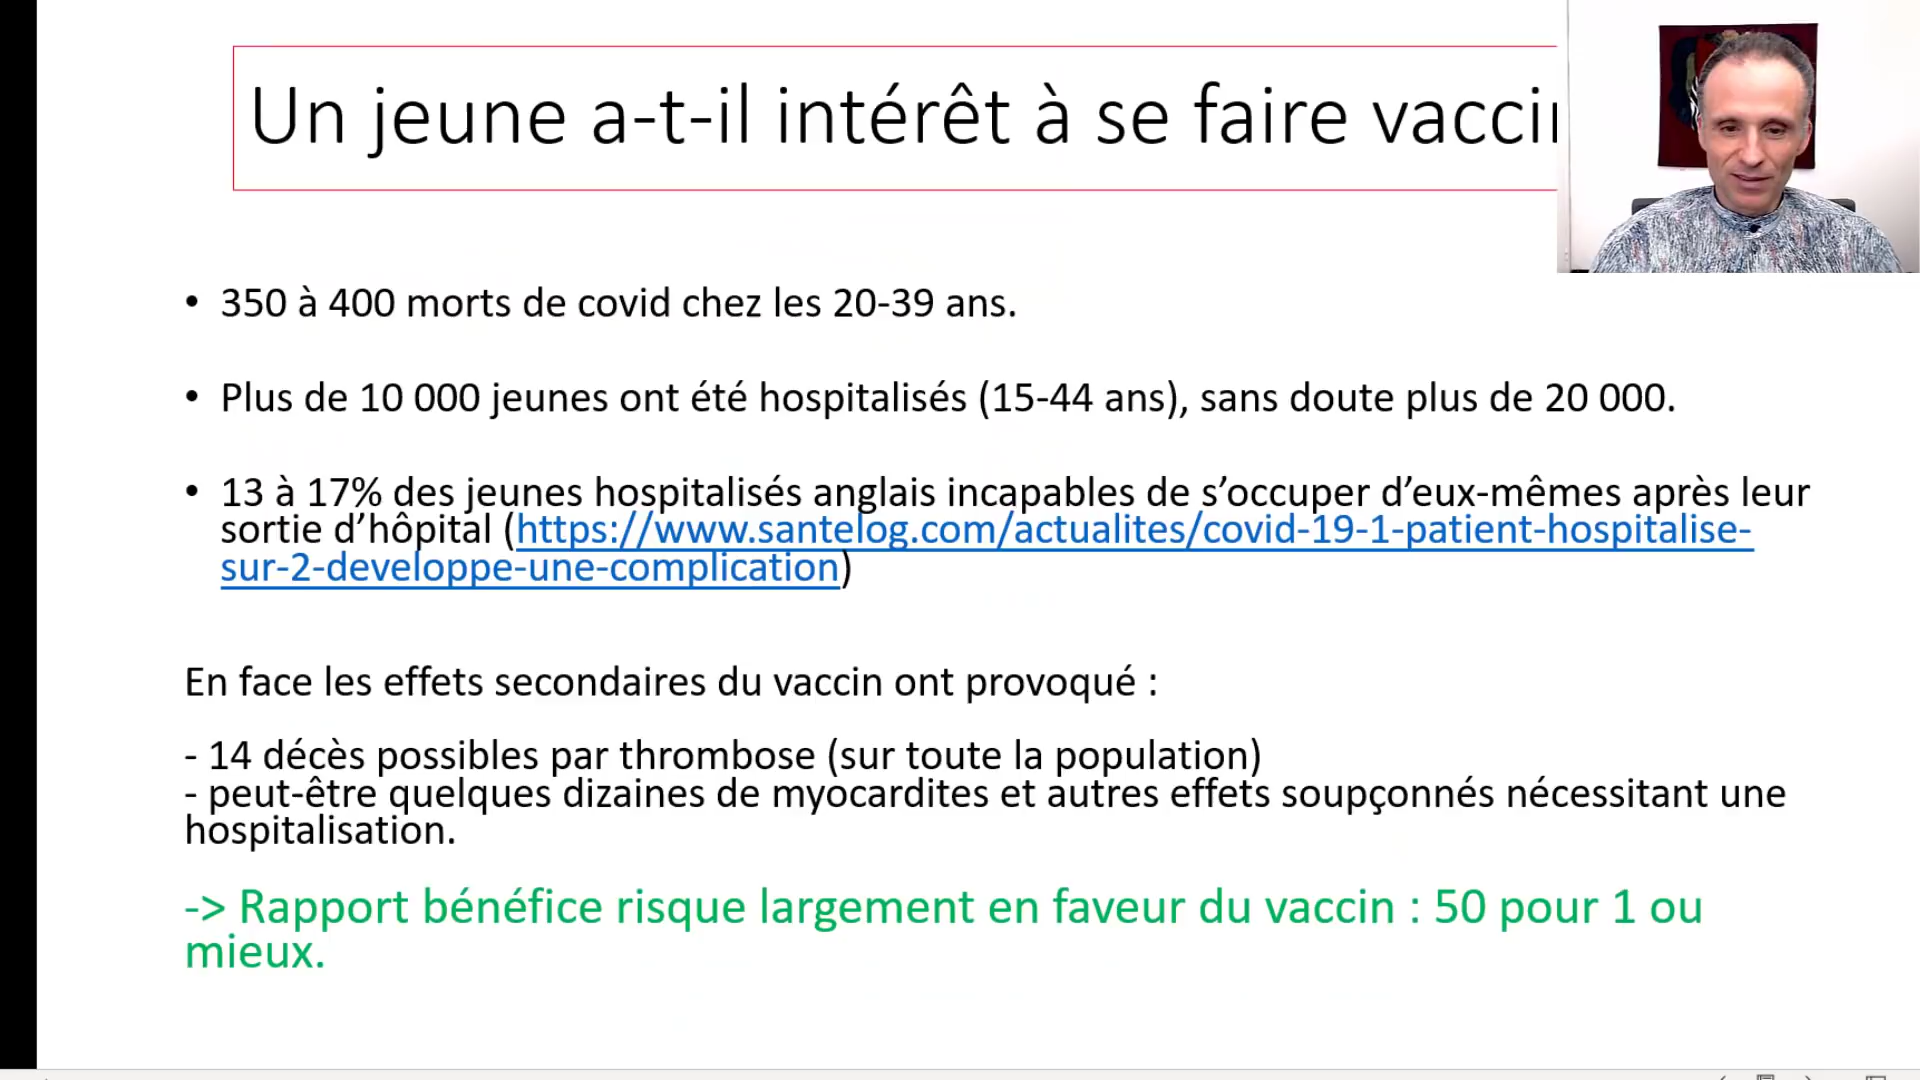 Un jeune a-t-il intérêt à se faire
• 350 à 400 morts de covid chez les 20-39 ans.
• Plus de 10 000 jeunes ont été hospitalisés (15-44 ans), sans doute plus de 20 000.
• 13 à 17% des jeunes hospitalisés anglais incapables de s’occuper d’eux-mêmes après leur
sortie d’hôpital (https://www.santelog.com/actualites/covid-19-1-patient-hospitalise-
sur-2-developpe-une-complication)
En face les effets secondaires du vaccin ont provoqué :
- 14 décès possibles par thrombose (sur toute la population)
- peut-être quelques dizaines de myocardites et autres effets soupçonnés nécessitant une
hospitalisation.
-> Rapport bénéfice risque largement en faveur du vaccin : 50 pour 1 ou
mieux.